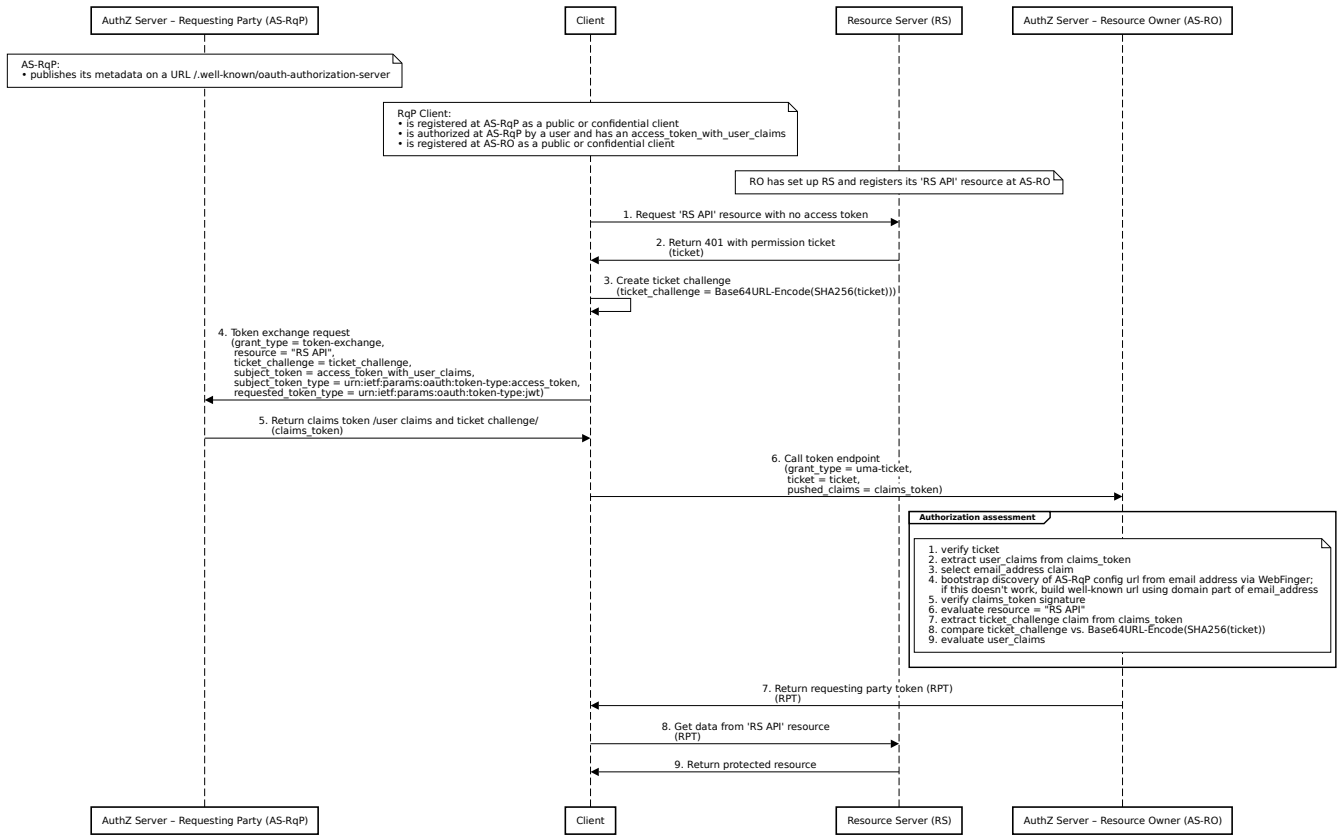 AuthZ Server – Requesting Party (AS-RqP)
Client
Resource Server (RS)
AuthZ Server – Resource Owner (AS-RO)
AS-RqP:
• publishes its metadata on a URL /.well-known/oauth-authorization-server
RqP Client:
• is registered at AS-RqP as a public or confidential client
• is authorized at AS-RqP by a user and has an access_token_with_user_claims
• is registered at AS-RO as a public or confidential client
RO has set up RS and registers its 'RS API' resource at AS-RO
1. Request 'RS API' resource with no access token
2. Return 401 with permission ticket
(ticket)
3. Create ticket challenge
(ticket_challenge = Base64URL-Encode(SHA256(ticket)))
4. Token exchange request
(grant_type = token-exchange,
resource = "RS API",
ticket_challenge = ticket_challenge,
subject_token = access_token_with_user_claims,
subject_token_type = urn:ietf:params:oauth:token-type:access_token,
requested_token_type = urn:ietf:params:oauth:token-type:jwt)
5. Return claims token /user claims and ticket challenge/
(claims_token)
6. Call token endpoint
(grant_type = uma-ticket,
ticket = ticket,
pushed_claims = claims_token)
Authorization assessment
1. verify ticket
2. extract user_claims from claims_token
3. select email_address claim
4. bootstrap discovery of AS-RqP config url from email address via WebFinger;
if this doesn't work, build well-known url using domain part of email_address
5. verify claims_token signature
6. evaluate resource = "RS API"
7. extract ticket_challenge claim from claims_token
8. compare ticket_challenge vs. Base64URL-Encode(SHA256(ticket))
9. evaluate user_claims
7. Return requesting party token (RPT)
(RPT)
8. Get data from 'RS API' resource
(RPT)
9. Return protected resource
AuthZ Server – Requesting Party (AS-RqP)
Client
Resource Server (RS)
AuthZ Server – Resource Owner (AS-RO)